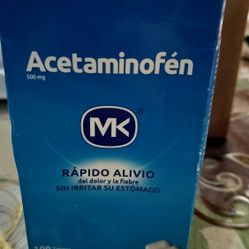 Acetaminofén
500 mg
MK
®
RÁPIDO ALIVIO
del dolor y la fiebre
SIN IRRITAR SU ESTÓMAGO